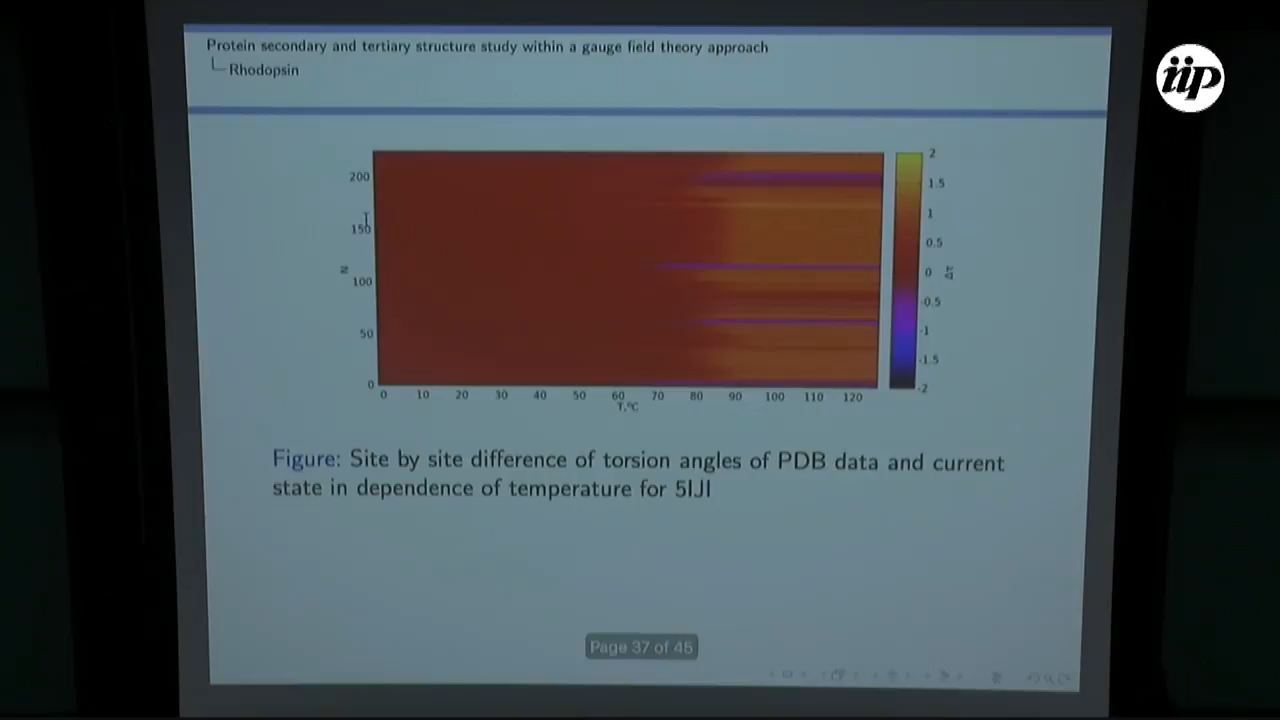 Protein secondary and tertiary structure study within a gauge field theory approach
Rhodopsin
iip
200
150
100
50
0
N
0 10 20 30 40 50 60 70 80 90 100 110 120
T,°C
2
1.5
1
0.5
0
-0.5
-1
-1.5
-2
Δτ
Figure: Site by site difference of torsion angles of PDB data and current
state in dependence of temperature for 5IJI
Page 37 of 45